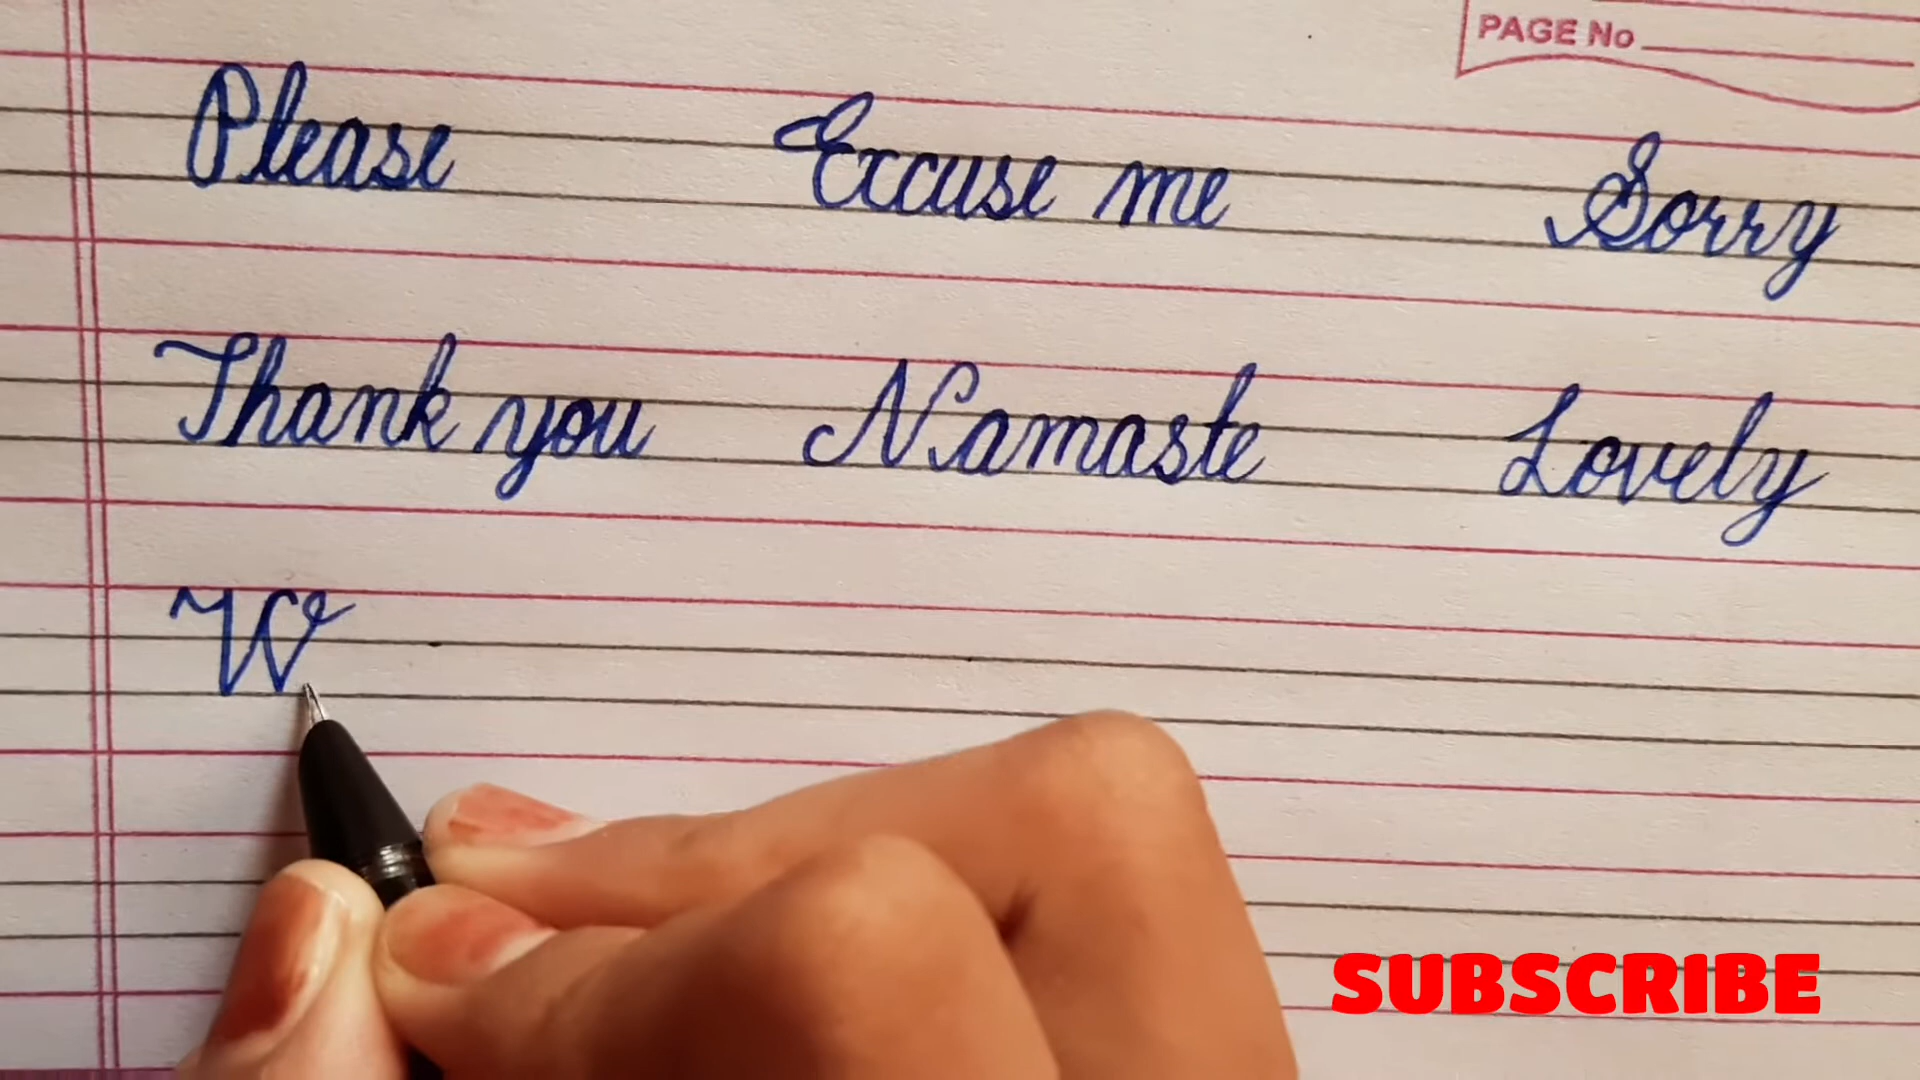 PAGE No
Please Excuse me Sorry
Thank you Namaste Lovely
W
SUBSCRIBE